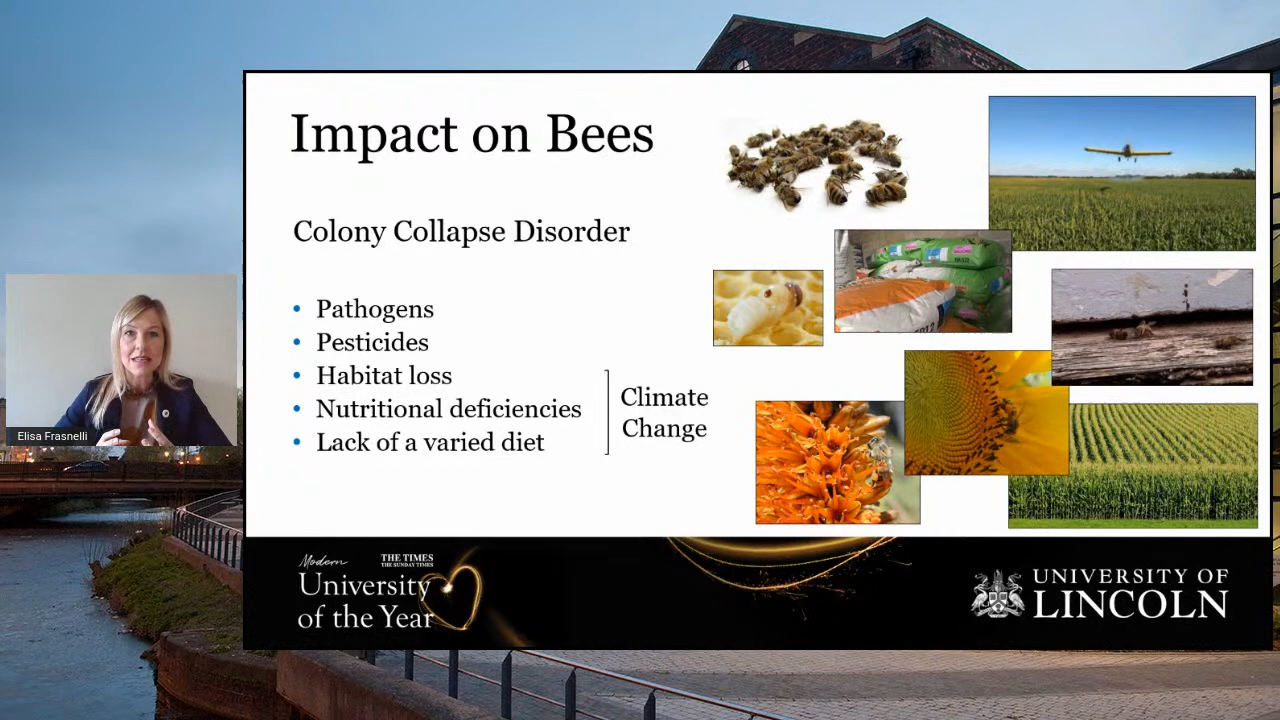 Impact on Bees
Colony Collapse Disorder
• Pathogens
• Pesticides
• Habitat loss
• Nutritional deficiencies
• Lack of a varied diet
Climate
Change
Elisa Frasnelli
Modern
THE TIMES
THE SUNDAY TIMES
University
of the Year
UNIVERSITY OF
LINCOLN